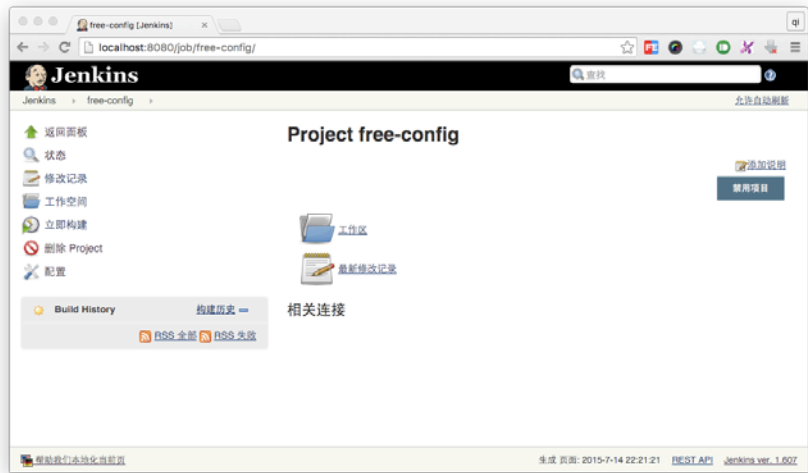 free-config [Jenkins]
qi
localhost:8080/job/free-config/
Jenkins
查找
Jenkins
free-config
允许自动刷新
返回面板
状态
修改记录
工作空间
立即构建
删除 Project
配置
Build History
构建历史
RSS 全部
RSS 失败
Project free-config
添加说明
禁用项目
工作区
最新修改记录
相关连接
帮助我们本地化当前页
生成 页面: 2015-7-14 22:21:21
REST API
Jenkins ver. 1.607